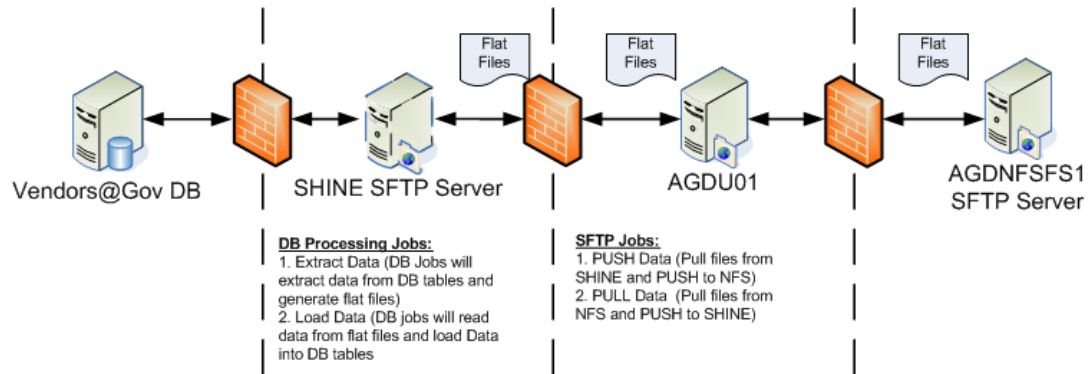 Flat
Files
Flat
Files
Flat
Files
Vendors@Gov DB
SHINE SFTP Server
AGDU01
AGDNFSFS1
SFTP Server
DB Processing Jobs:
1. Extract Data (DB Jobs will
extract data from DB tables and
generate flat files)
2. Load Data (DB jobs will read
data from flat files and load Data
into DB tables
SFTP Jobs:
1. PUSH Data (Pull files from
SHINE and PUSH to NFS)
2. PULL Data (Pull files from
NFS and PUSH to SHINE)